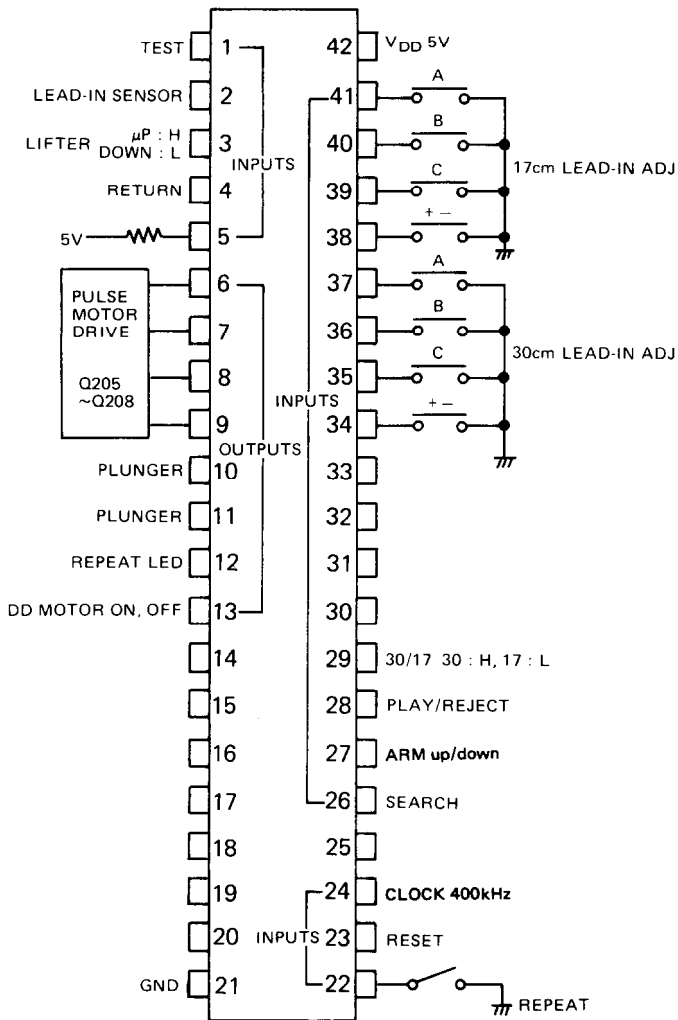 TEST 1
LEAD-IN SENSOR 2
LIFTER μP : H DOWN : L 3
RETURN 4
5V 5
INPUTS
PULSE MOTOR DRIVE
Q205 ~Q208
6
7
8
9
OUTPUTS
PLUNGER 10
PLUNGER 11
REPEAT LED 12
DD MOTOR ON, OFF 13
14
15
16
17
18
19
20
GND 21
42 VDD 5V
41 A
40 B
39 C
38 + −
17cm LEAD-IN ADJ
37 A
36 B
35 C
34 + −
30cm LEAD-IN ADJ
INPUTS
33
32
31
30
29 30/17 30 : H, 17 : L
28 PLAY/REJECT
27 ARM up/down
26 SEARCH
25
24 CLOCK 400kHz
INPUTS 23 RESET
22 REPEAT